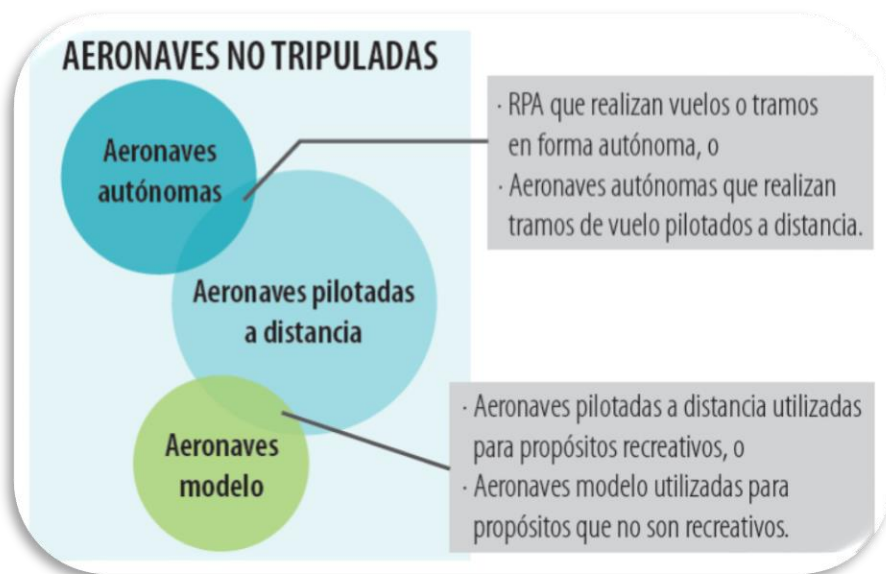 AERONAVES NO TRIPULADAS
Aeronaves
autónomas
· RPA que realizan vuelos o tramos
en forma autónoma, o
· Aeronaves autónomas que realizan
tramos de vuelo pilotados a distancia.
Aeronaves pilotadas
a distancia
Aeronaves
modelo
· Aeronaves pilotadas a distancia utilizadas
para propósitos recreativos, o
· Aeronaves modelo utilizadas para
propósitos que no son recreativos.